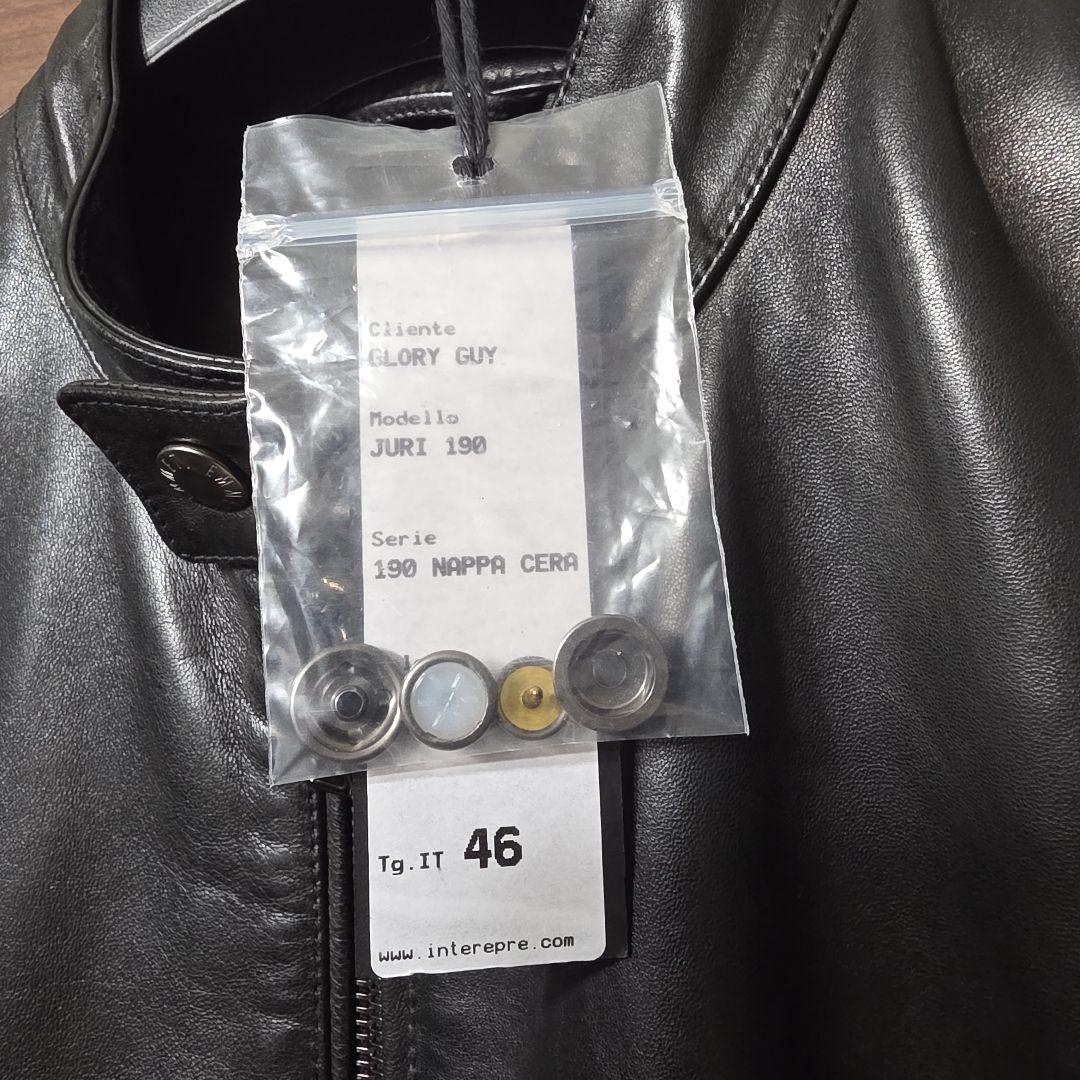 Cliente
GLORY GUY
Modello
JURI 190
Serie
190 NAPPA CERA
Tg.IT 46
www.interepre.com